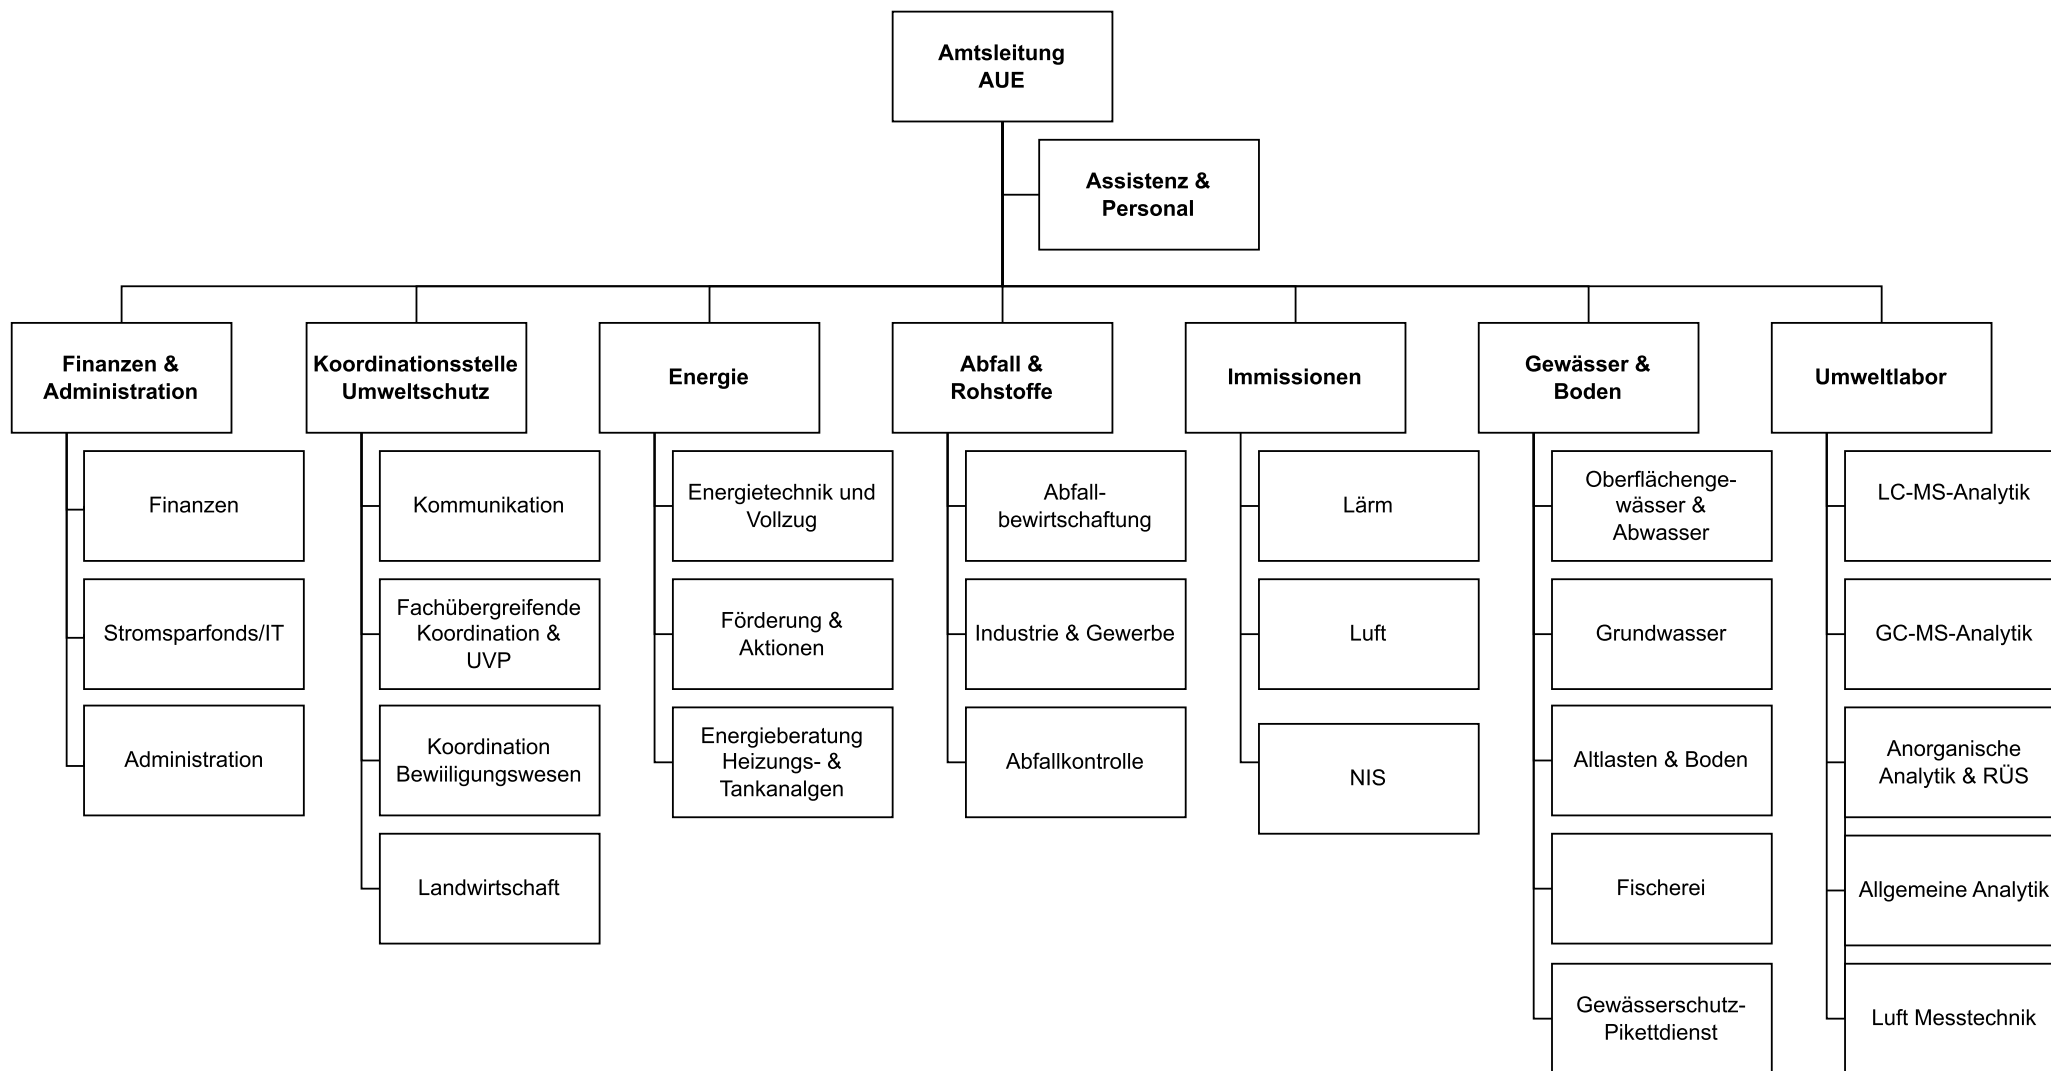 Amtsleitung
AUE
Assistenz &
Personal
Finanzen &
Administration
Koordinationsstelle
Umweltschutz
Energie
Abfall &
Rohstoffe
Immissionen
Gewässer &
Boden
Umweltlabor
Finanzen
Stromsparfonds/IT
Administration
Kommunikation
Fachübergreifende
Koordination &
UVP
Koordination
Bewiiligungswesen
Landwirtschaft
Energietechnik und
Vollzug
Förderung &
Aktionen
Energieberatung
Heizungs- &
Tankanalgen
Abfall-
bewirtschaftung
Industrie & Gewerbe
Abfallkontrolle
Lärm
Luft
NIS
Oberflächenge-
wässer &
Abwasser
Grundwasser
Altlasten & Boden
Fischerei
Gewässerschutz-
Pikettdienst
LC-MS-Analytik
GC-MS-Analytik
Anorganische
Analytik & RÜS
Allgemeine Analytik
Luft Messtechnik